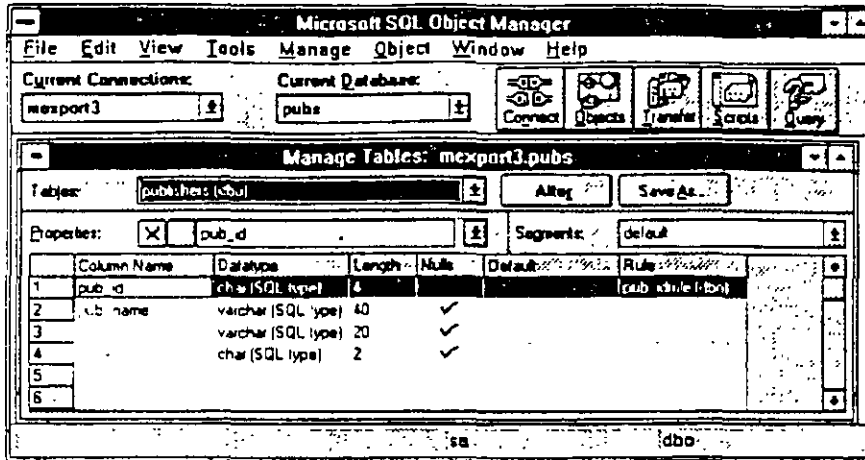 Microsoft SQL Object Manager
File Edit View Tools Manage Object Window Help
Current Connections: Current Database:
mexport3 pubs
Connect Objects Transfer Scripts Query
Manage Tables: mexport3.pubs
Tables: publishers (dbo) Alter Save As...
Properties: pub_id Segments: default
Column Name Datatype Length Nulls Default Rule
1 pub_id char (SQL type) 4 (dbo)
2 name varchar (SQL type) 40
3 varchar (SQL type) 20
4 char (SQL type) 2
5
6
sa dbo